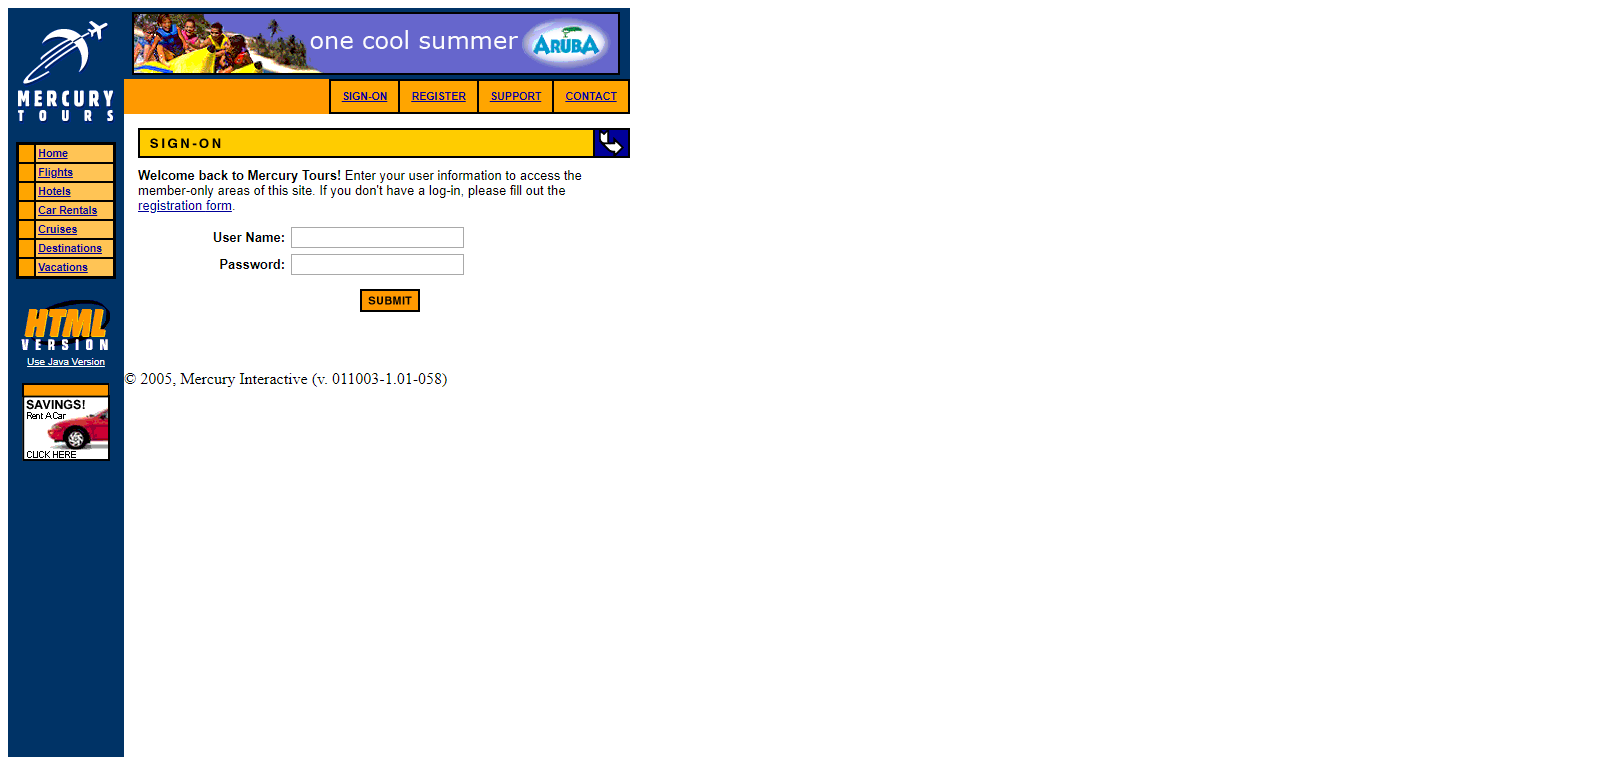 MERCURY
TOURS
one cool summer
ARUBA
SIGN-ON
REGISTER
SUPPORT
CONTACT
Home
Flights
Hotels
Car Rentals
Cruises
Destinations
Vacations
HTML
VERSION
Use Java Version
SAVINGS!
Rent A Car
CLICK HERE
SIGN-ON
Welcome back to Mercury Tours! Enter your user information to access the
member-only areas of this site. If you don't have a log-in, please fill out the
registration form.
User Name:
Password:
SUBMIT
© 2005, Mercury Interactive (v. 011003-1.01-058)